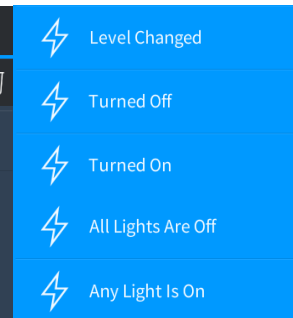 Level Changed
Turned Off
Turned On
All Lights Are Off
Any Light Is On